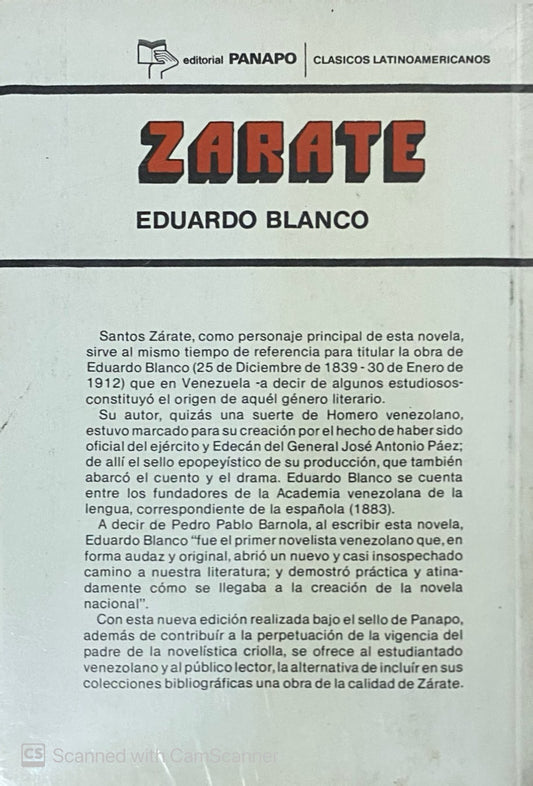 editorial PANAPO | CLASICOS LATINOAMERICANOS
ZARATE
EDUARDO BLANCO
Santos Zárate, como personaje principal de esta novela,
sirve al mismo tiempo de referencia para titular la obra de
Eduardo Blanco (25 de Diciembre de 1839 - 30 de Enero de
1912) que en Venezuela -a decir de algunos estudiosos-
constituyó el origen de aquél género literario.
Su autor, quizás una suerte de Homero venezolano,
estuvo marcado para su creación por el hecho de haber sido
oficial del ejército y Edecán del General José Antonio Páez;
de allí el sello epopeyístico de su producción, que también
abarcó el cuento y el drama. Eduardo Blanco se cuenta
entre los fundadores de la Academia venezolana de la
lengua, correspondiente de la española (1883).
A decir de Pedro Pablo Barnola, al escribir esta novela,
Eduardo Blanco "fue el primer novelista venezolano que, en
forma audaz y original, abrió un nuevo y casi insospechado
camino a nuestra literatura; y demostró práctica y atina-
damente cómo se llegaba a la creación de la novela
nacional".
Con esta nueva edición realizada bajo el sello de Panapo,
además de contribuír a la perpetuación de la vigencia del
padre de la novelística criolla, se ofrece al estudiantado
venezolano y al público lector, la alternativa de incluír en sus
colecciones bibliográficas una obra de la calidad de Zárate.
CS Scanned with CamScanner